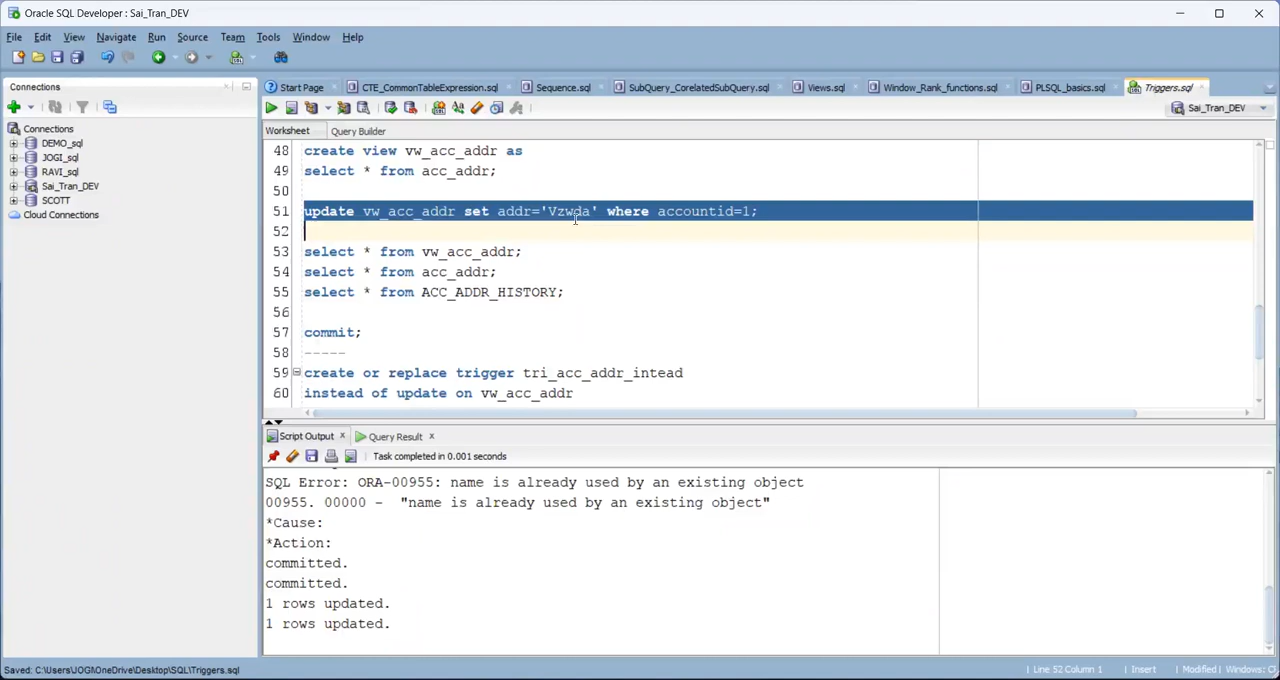 Oracle SQL Developer : Sai_Tran_DEV
File Edit View Navigate Run Source Team Tools Window Help
Connections
Start Page CTE_CommonTableExpression.sql Sequence.sql SubQuery_CorelatedSubQuery.sql Views.sql Window_Rank_functions.sql PLSQL_basics.sql Triggers.sql
Sai_Tran_DEV
Worksheet Query Builder
Connections
DEMO_sql
JOGI_sql
RAVI_sql
Sai_Tran_DEV
SCOTT
Cloud Connections
48 create view vw_acc_addr as
49 select * from acc_addr;
50
51 update vw_acc_addr set addr='Vzwda' where accountid=1;
52
53 select * from vw_acc_addr;
54 select * from acc_addr;
55 select * from ACC_ADDR_HISTORY;
56
57 commit;
58 -----
59 create or replace trigger tri_acc_addr_intead
60 instead of update on vw_acc_addr
Script Output Query Result
Task completed in 0.001 seconds
SQL Error: ORA-00955: name is already used by an existing object
00955. 00000 - "name is already used by an existing object"
*Cause:
*Action:
committed.
committed.
1 rows updated.
1 rows updated.
Saved: C:\Users\JOGI\OneDrive\Desktop\SQL\Triggers.sql
Line 52 Column 1 Insert Modified Windows: